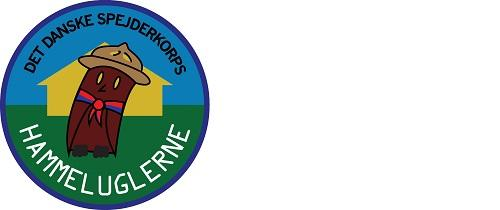 DET DANSKE SPEJDERKORPS
HAMMELUGLERNE